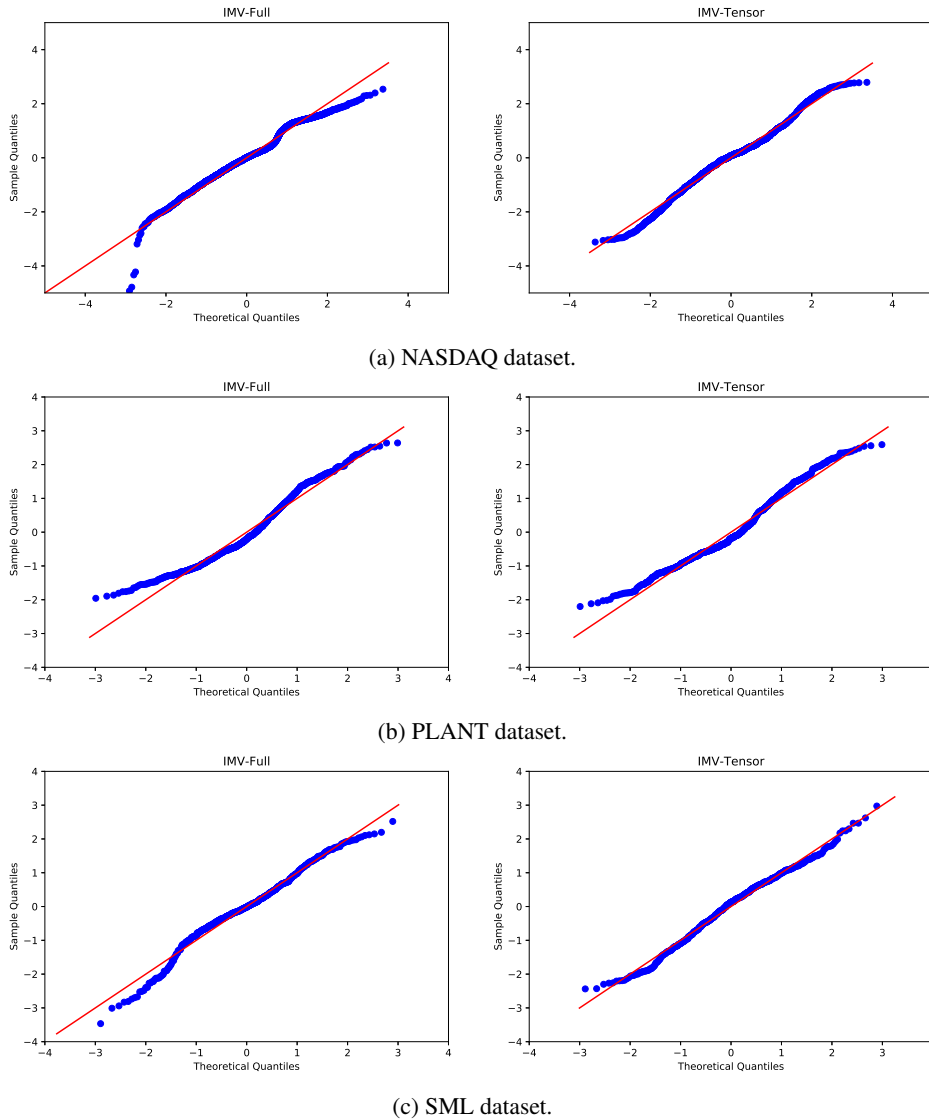 IMV-Full
IMV-Tensor
4
2
0
−2
−4
Sample Quantiles
−4 −2 0 2 4
Theoretical Quantiles
4
2
0
−2
−4
Sample Quantiles
−4 −2 0 2 4
Theoretical Quantiles
(a) NASDAQ dataset.
IMV-Full
IMV-Tensor
4
3
2
1
0
−1
−2
−3
−4
Sample Quantiles
−4 −3 −2 −1 0 1 2 3 4
Theoretical Quantiles
4
3
2
1
0
−1
−2
−3
−4
Sample Quantiles
−4 −3 −2 −1 0 1 2 3
Theoretical Quantiles
(b) PLANT dataset.
IMV-Full
IMV-Tensor
4
3
2
1
0
−1
−2
−3
−4
Sample Quantiles
−4 −3 −2 −1 0 1 2 3 4
Theoretical Quantiles
4
3
2
1
0
−1
−2
−3
−4
Sample Quantiles
−4 −3 −2 −1 0 1 2 3
Theoretical Quantiles
(c) SML dataset.